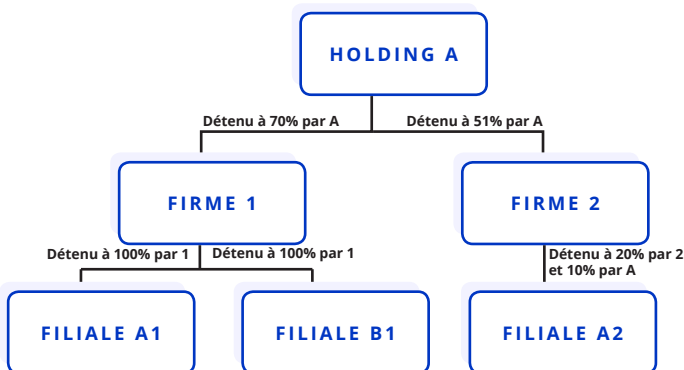 HOLDING A
Détenu à 70% par A
Détenu à 51% par A
FIRME 1
FIRME 2
Détenu à 100% par 1
Détenu à 100% par 1
Détenu à 20% par 2
et 10% par A
FILIALE A1
FILIALE B1
FILIALE A2